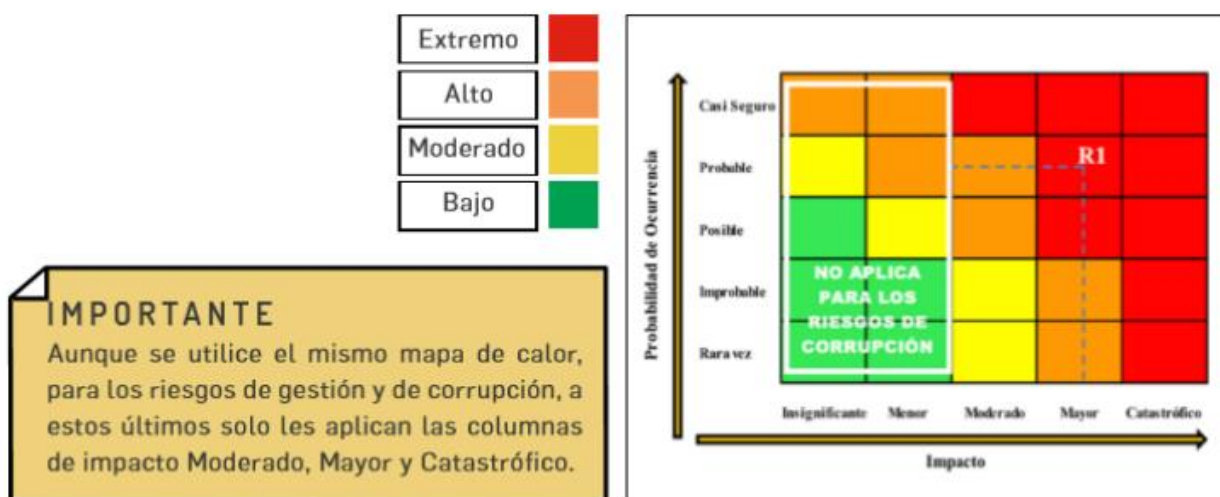 Extremo
Alto
Moderado
Bajo
IMPORTANTE
Aunque se utilice el mismo mapa de calor,
para los riesgos de gestión y de corrupción, a
estos últimos solo les aplican las columnas
de impacto Moderado, Mayor y Catastrófico.
Probabilidad de Ocurrencia
Casi Seguro
Probable
Posible
Improbable
Rara vez
R1
NO APLICA
PARA LOS
RIESGOS DE
CORRUPCIÓN
Insignificante Menor Moderado Mayor Catastrófico
Impacto